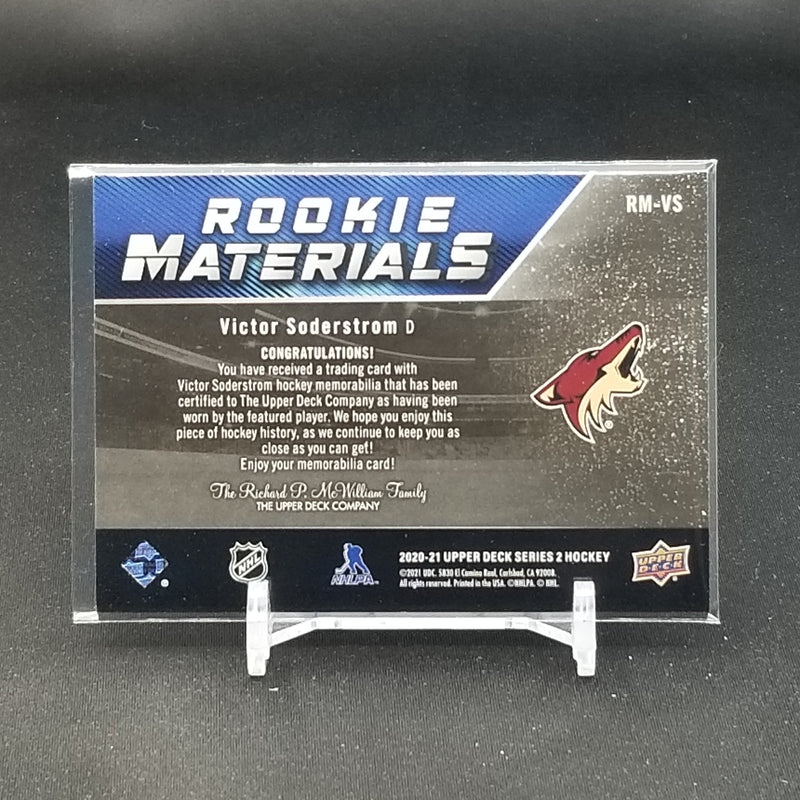 ROOKIE
MATERIALS
RM-VS
Victor Soderstrom D
CONGRATULATIONS!
You have received a trading card with
Victor Soderstrom hockey memorabilia that has been
certified to The Upper Deck Company as having been
worn by the featured player. We hope you enjoy this
piece of hockey history, as we continue to keep you as
close as you can get!
Enjoy your memorabilia card!
The Richard P. McWilliam Family
THE UPPER DECK COMPANY
NHL
NHLPA
2020-21 UPPER DECK SERIES 2 HOCKEY
©2021 UDC. 5830 El Camino Real, Carlsbad, CA 92008.
All rights reserved. Printed in the USA. ©NHLPA. © NHL.
UPPER
DECK